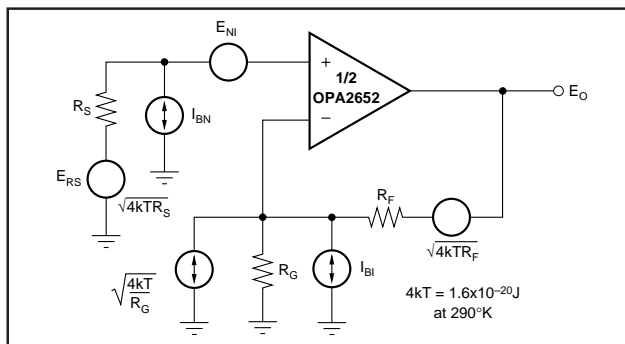 E_NI
+
1/2
OPA2652
−
E_O
R_S
I_BN
E_RS
√4kTR_S
R_F
√4kTR_F
√4kT/R_G
R_G
I_BI
4kT = 1.6x10⁻²⁰J
at 290°K